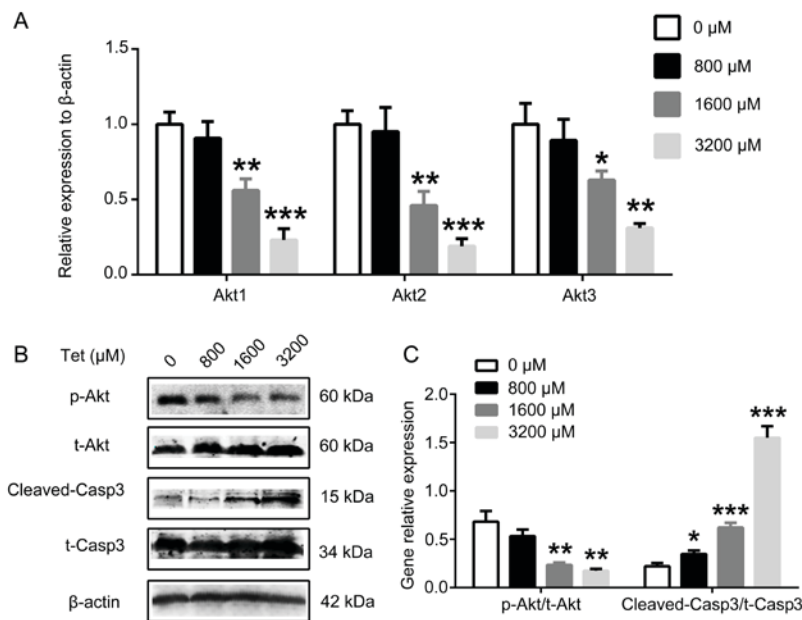 A
0 μM
800 μM
1600 μM
3200 μM
Relative expression to β-actin
1.5
1.0
0.5
0.0
** *** ** *** * **
Akt1 Akt2 Akt3
B
Tet (μM) 0 800 1600 3200
p-Akt 60 kDa
t-Akt 60 kDa
Cleaved-Casp3 15 kDa
t-Casp3 34 kDa
β-actin 42 kDa
C
0 μM
800 μM
1600 μM
3200 μM
Gene relative expression
2.0
1.5
1.0
0.5
0.0
** ** * *** ***
p-Akt/t-Akt Cleaved-Casp3/t-Casp3